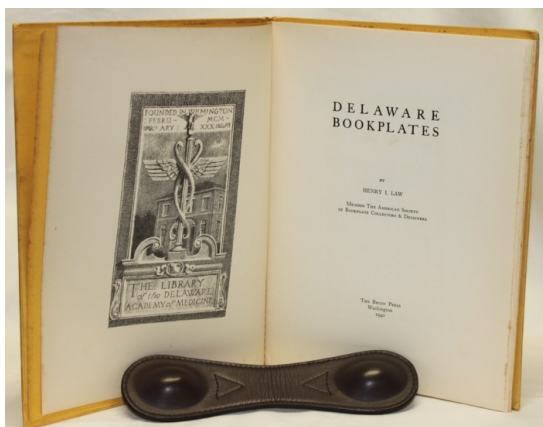 FOUNDED IN WILMINGTON
FEBRU-
MCM-
ARY
XXX
THE LIBRARY
of the DELAWARE
ACADEMY of MEDICINE
DELAWARE
BOOKPLATES
BY
HENRY I. LAW
MEMBER THE AMERICAN SOCIETY
OF BOOKPLATE COLLECTORS & DESIGNERS
THE BRUIN PRESS
Washington
1940